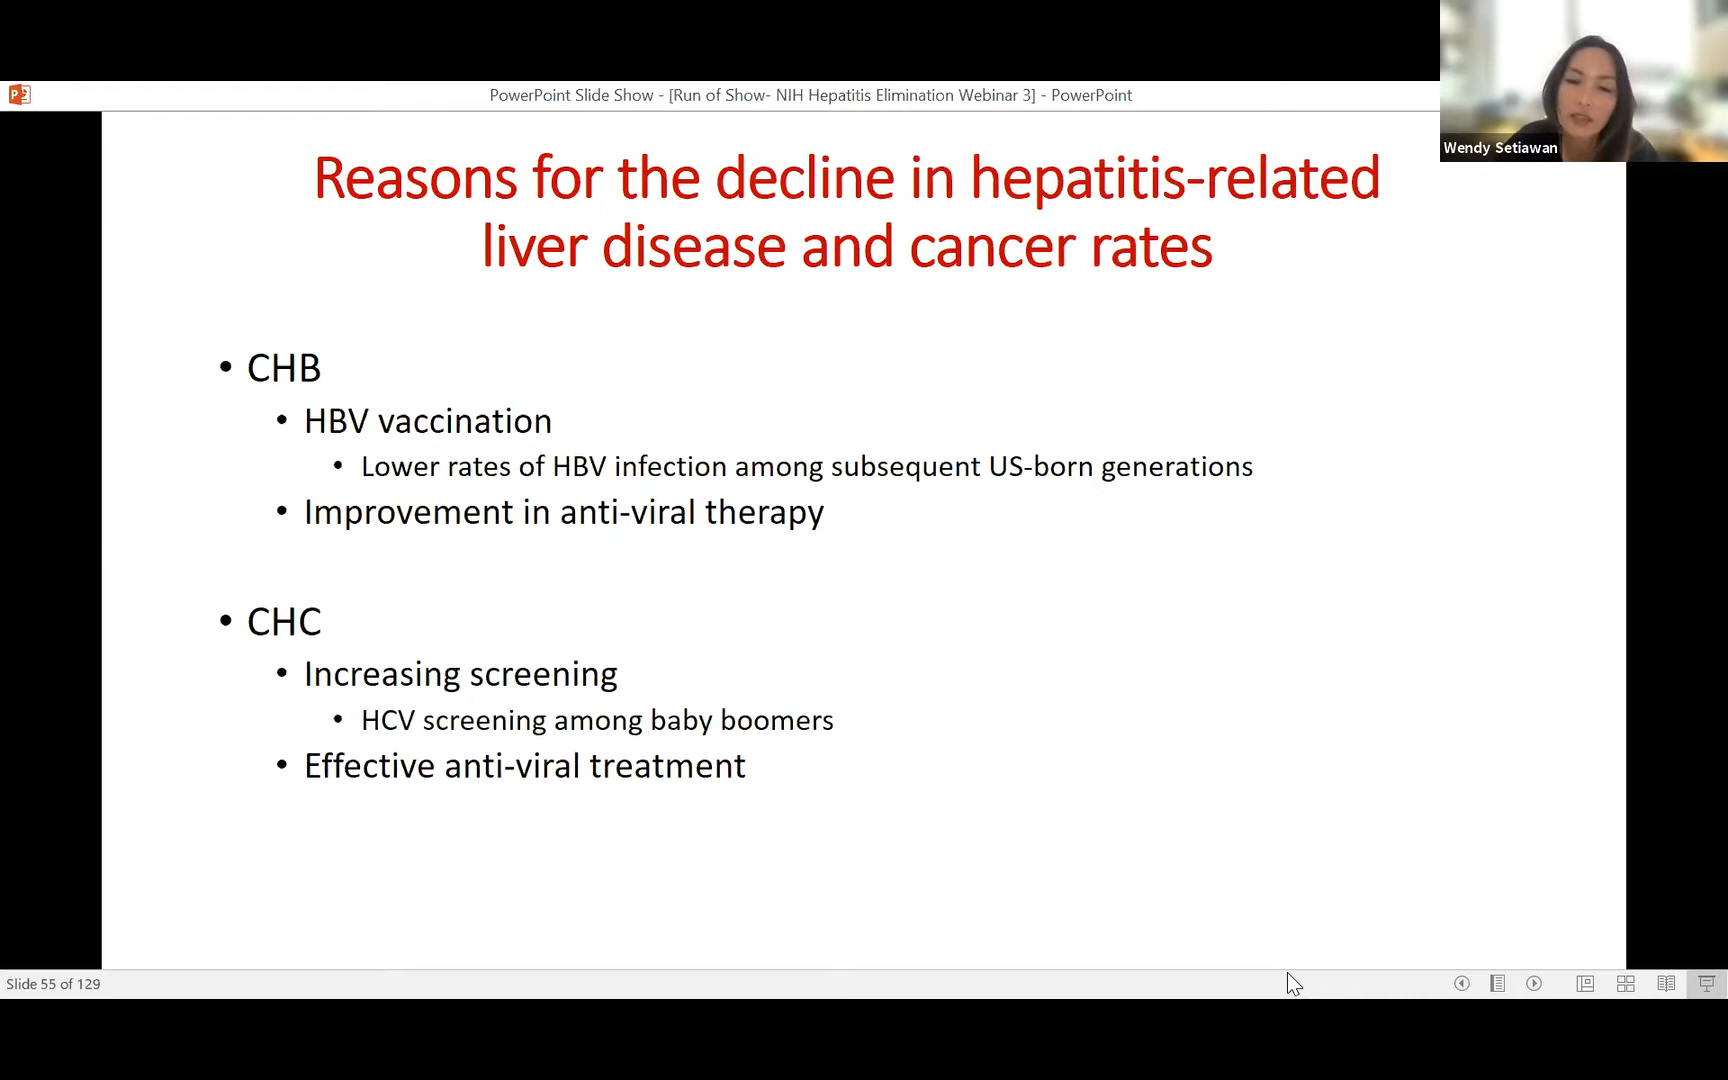 PowerPoint Slide Show - [Run of Show- NIH Hepatitis Elimination Webinar 3] - PowerPoint
Wendy Setiawan
Reasons for the decline in hepatitis-related
liver disease and cancer rates
• CHB
• HBV vaccination
• Lower rates of HBV infection among subsequent US-born generations
• Improvement in anti-viral therapy
• CHC
• Increasing screening
• HCV screening among baby boomers
• Effective anti-viral treatment
Slide 55 of 129